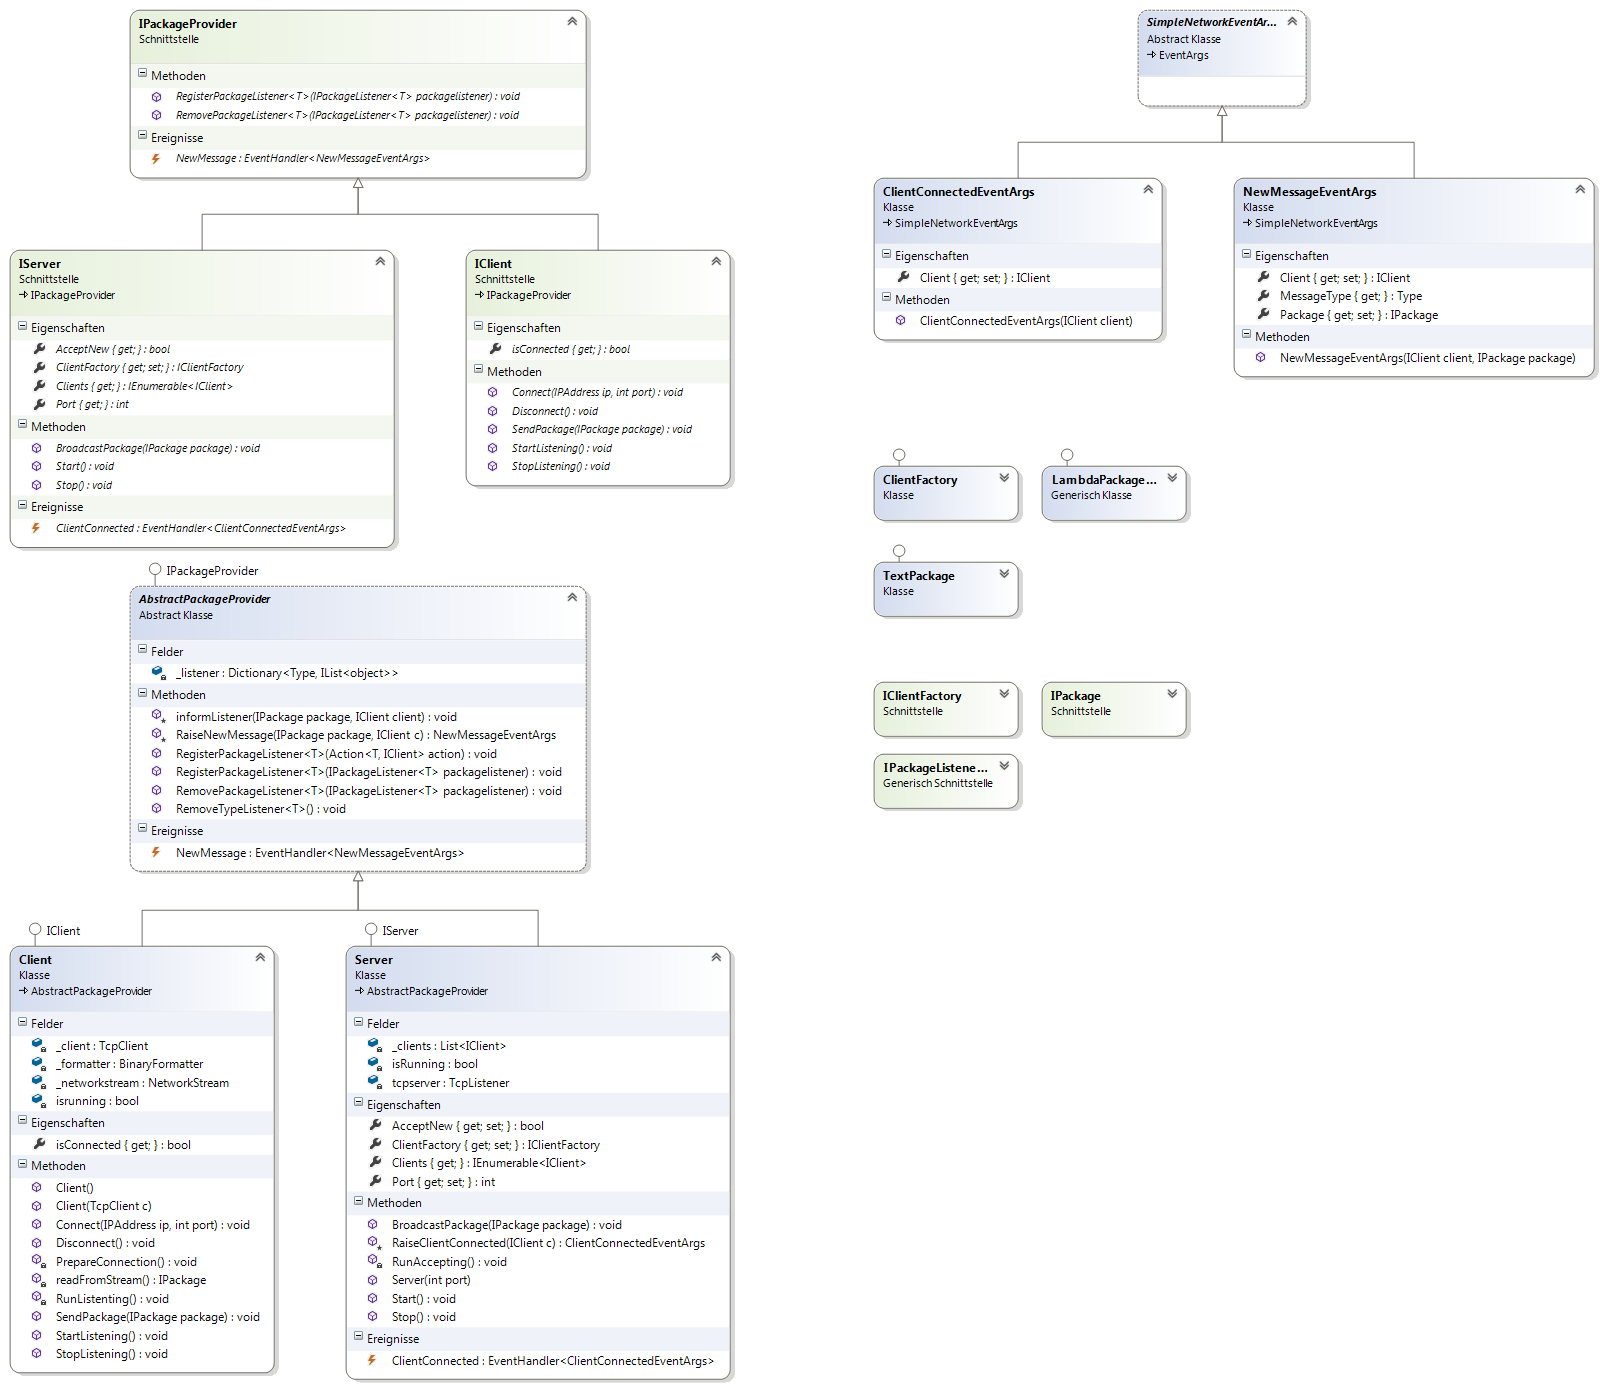 IPackageProvider
Schnittstelle
Methoden
RegisterPackageListener<T>(IPackageListener<T> packagelistener) : void
RemovePackageListener<T>(IPackageListener<T> packagelistener) : void
Ereignisse
NewMessage : EventHandler<NewMessageEventArgs>
IServer
Schnittstelle
IPackageProvider
Eigenschaften
AcceptNew { get; } : bool
ClientFactory { get; set; } : IClientFactory
Clients { get; } : IEnumerable<IClient>
Port { get; } : int
Methoden
BroadcastPackage(IPackage package) : void
Start() : void
Stop() : void
Ereignisse
ClientConnected : EventHandler<ClientConnectedEventArgs>
IClient
Schnittstelle
IPackageProvider
Eigenschaften
isConnected { get; } : bool
Methoden
Connect(IPAddress ip, int port) : void
Disconnect() : void
SendPackage(IPackage package) : void
StartListening() : void
StopListening() : void
IPackageProvider
AbstractPackageProvider
Abstract Klasse
Felder
_listener : Dictionary<Type, IList<object>>
Methoden
informListener(IPackage package, IClient client) : void
RaiseNewMessage(IPackage package, IClient c) : NewMessageEventArgs
RegisterPackageListener<T>(Action<T, IClient> action) : void
RegisterPackageListener<T>(IPackageListener<T> packagelistener) : void
RemovePackageListener<T>(IPackageListener<T> packagelistener) : void
RemoveTypeListener<T>() : void
Ereignisse
NewMessage : EventHandler<NewMessageEventArgs>
IClient
Client
Klasse
AbstractPackageProvider
Felder
_client : TcpClient
_formatter : BinaryFormatter
_networkstream : NetworkStream
isrunning : bool
Eigenschaften
isConnected { get; } : bool
Methoden
Client()
Client(TcpClient c)
Connect(IPAddress ip, int port) : void
Disconnect() : void
PrepareConnection() : void
readFromStream() : IPackage
RunListenting() : void
SendPackage(IPackage package) : void
StartListening() : void
StopListening() : void
IServer
Server
Klasse
AbstractPackageProvider
Felder
_clients : List<IClient>
isRunning : bool
tcpserver : TcpListener
Eigenschaften
AcceptNew { get; set; } : bool
ClientFactory { get; set; } : IClientFactory
Clients { get; } : IEnumerable<IClient>
Port { get; set; } : int
Methoden
BroadcastPackage(IPackage package) : void
RaiseClientConnected(IClient c) : ClientConnectedEventArgs
RunAccepting() : void
Server(int port)
Start() : void
Stop() : void
Ereignisse
ClientConnected : EventHandler<ClientConnectedEventArgs>
SimpleNetworkEventAr...
Abstract Klasse
EventArgs
ClientConnectedEventArgs
Klasse
SimpleNetworkEventArgs
Eigenschaften
Client { get; set; } : IClient
Methoden
ClientConnectedEventArgs(IClient client)
NewMessageEventArgs
Klasse
SimpleNetworkEventArgs
Eigenschaften
Client { get; set; } : IClient
MessageType { get; } : Type
Package { get; set; } : IPackage
Methoden
NewMessageEventArgs(IClient client, IPackage package)
ClientFactory
Klasse
LambdaPackage...
Generisch Klasse
TextPackage
Klasse
IClientFactory
Schnittstelle
IPackage
Schnittstelle
IPackageListene...
Generisch Schnittstelle